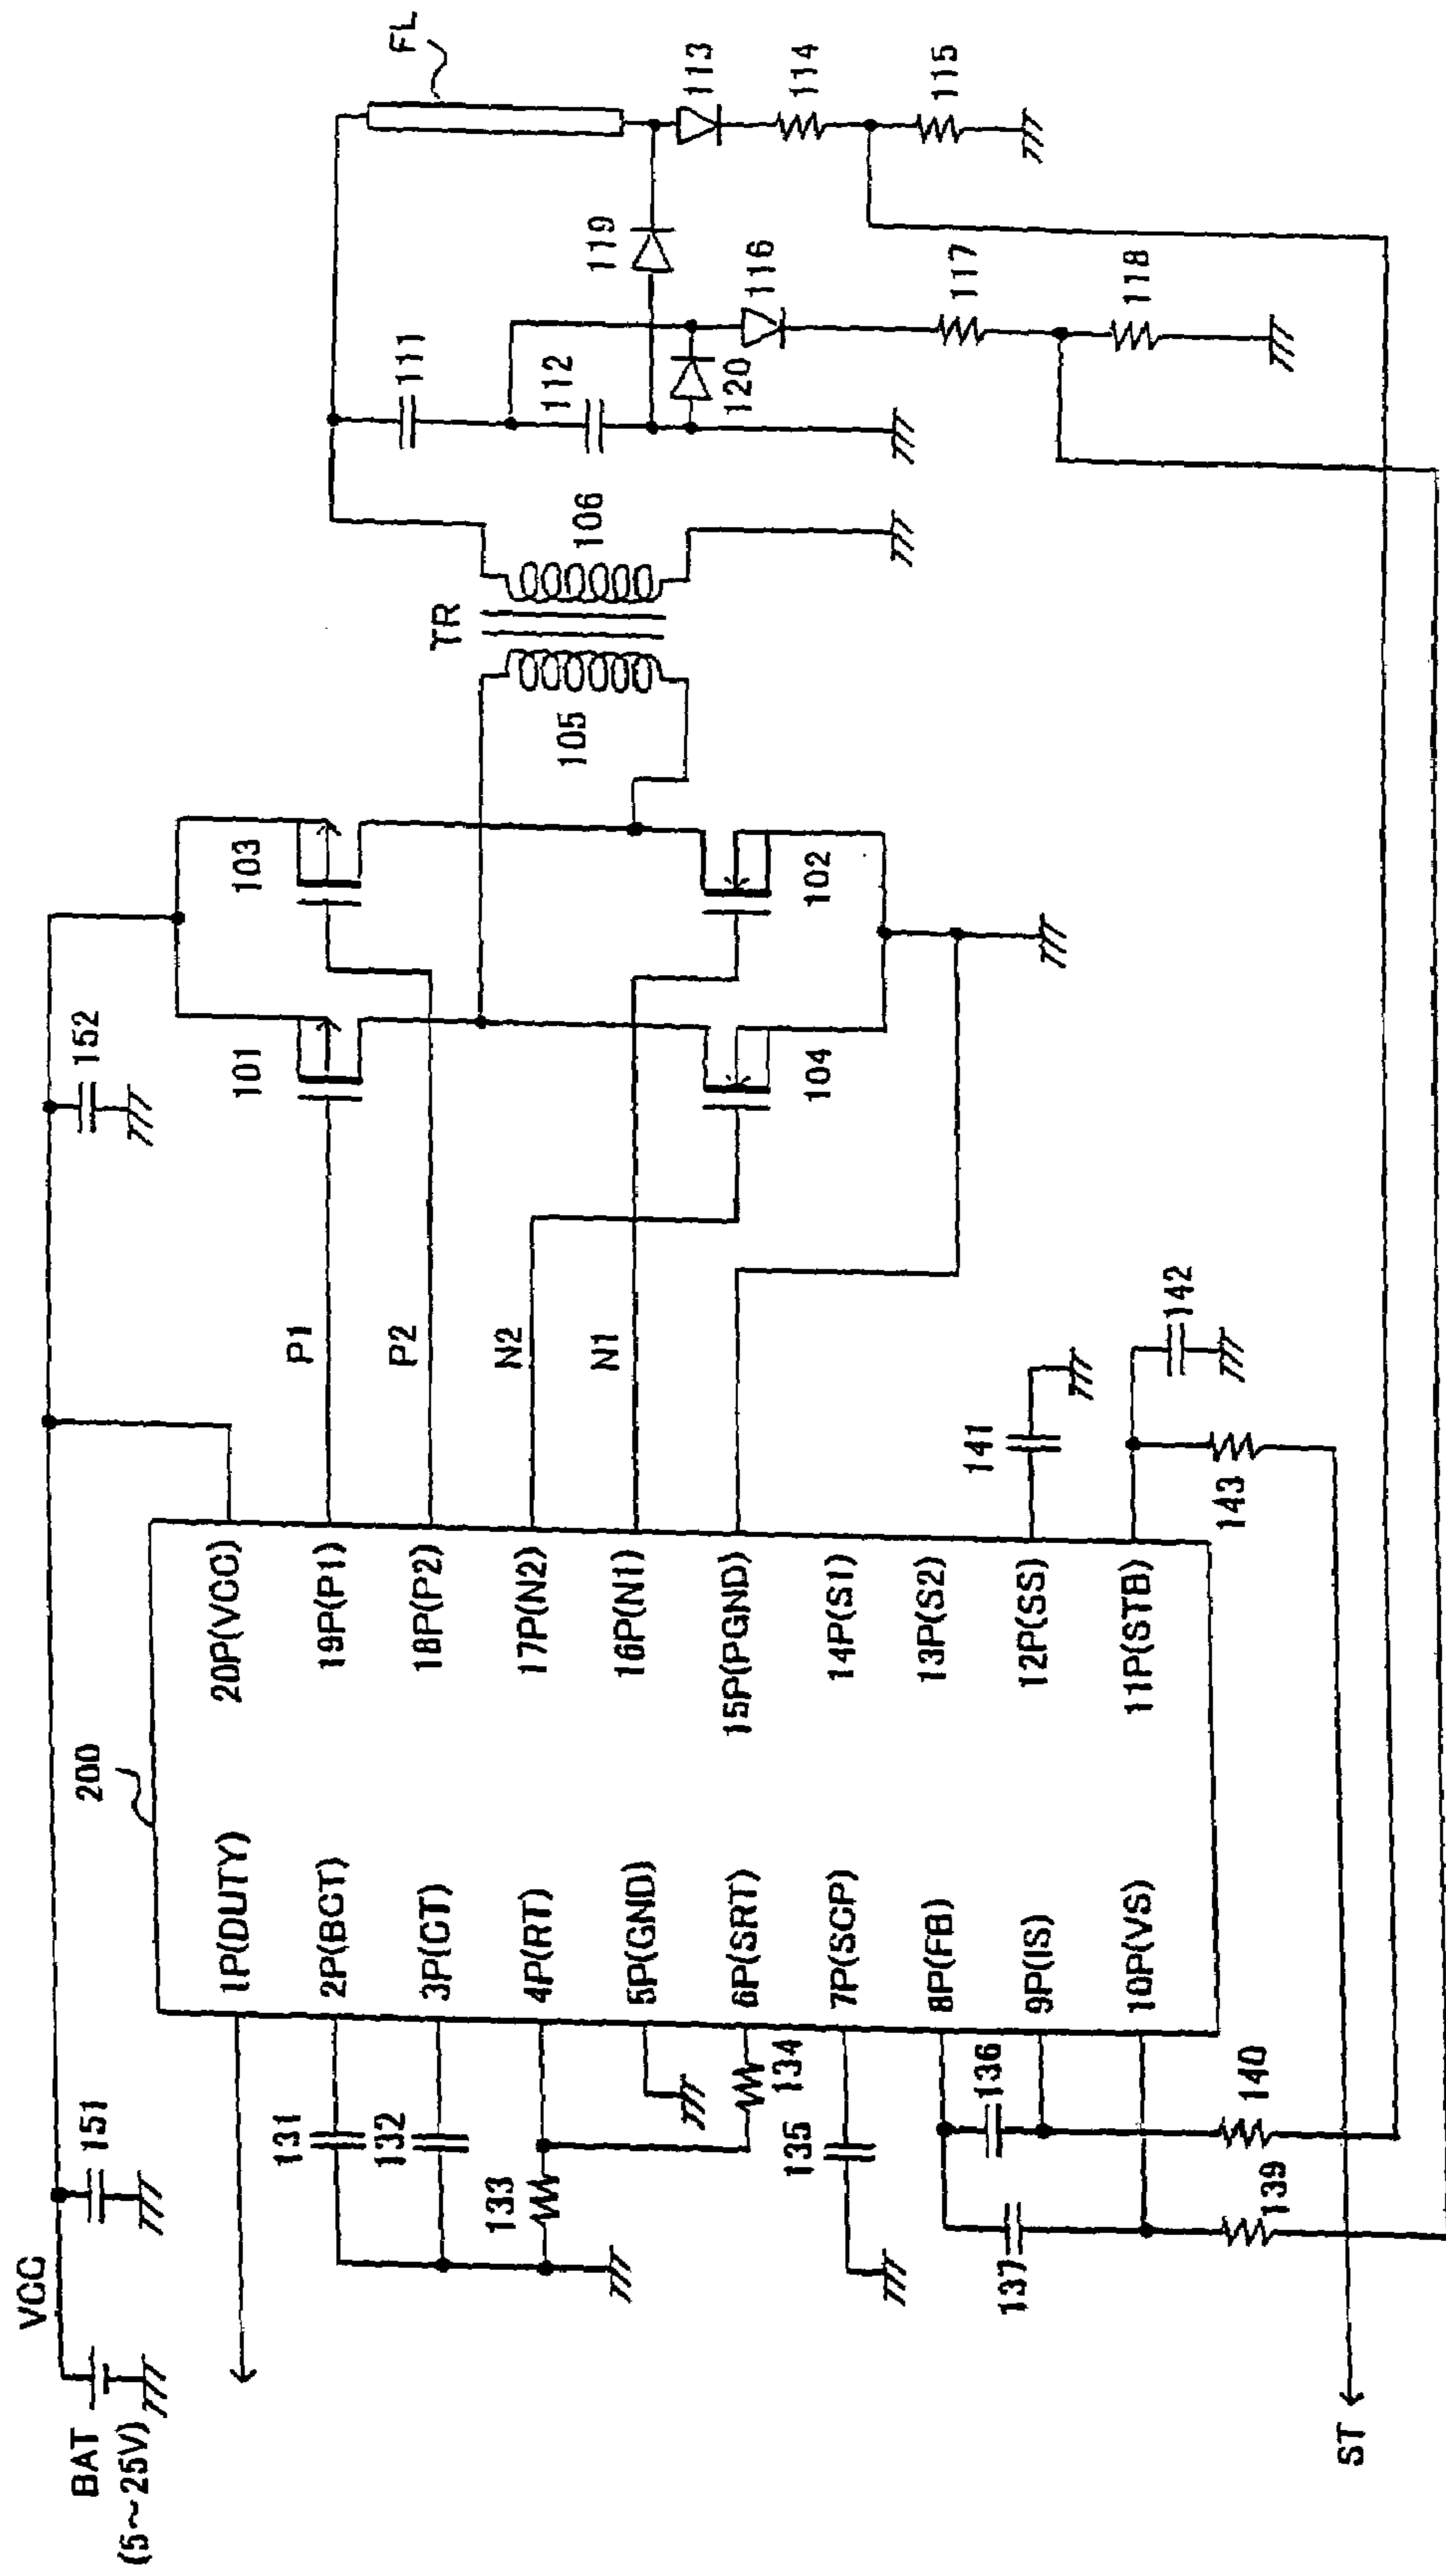 VCC
BAT
(5~25V)
151
152
200
1P(DUTY)
2P(BCT)
3P(CT)
4P(RT)
5P(GND)
6P(SRT)
7P(SCP)
8P(FB)
9P(IS)
10P(VS)
20P(VCC)
19P(P1)
18P(P2)
17P(N2)
16P(N1)
15P(PGND)
14P(S1)
13P(S2)
12P(SS)
11P(STB)
131
132
133
134
135
136
137
139
140
ST
P1
P2
N2
N1
141
142
143
101
103
104
102
105
TR
106
111
112
119
120
116
117
118
FL
113
114
115